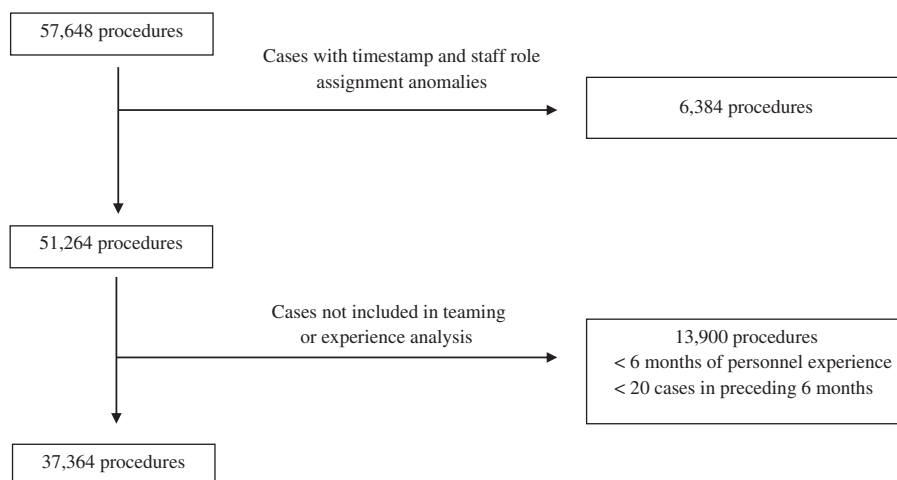 57,648 procedures
Cases with timestamp and staff role
assignment anomalies
6,384 procedures
51,264 procedures
Cases not included in teaming
or experience analysis
13,900 procedures
< 6 months of personnel experience
< 20 cases in preceding 6 months
37,364 procedures